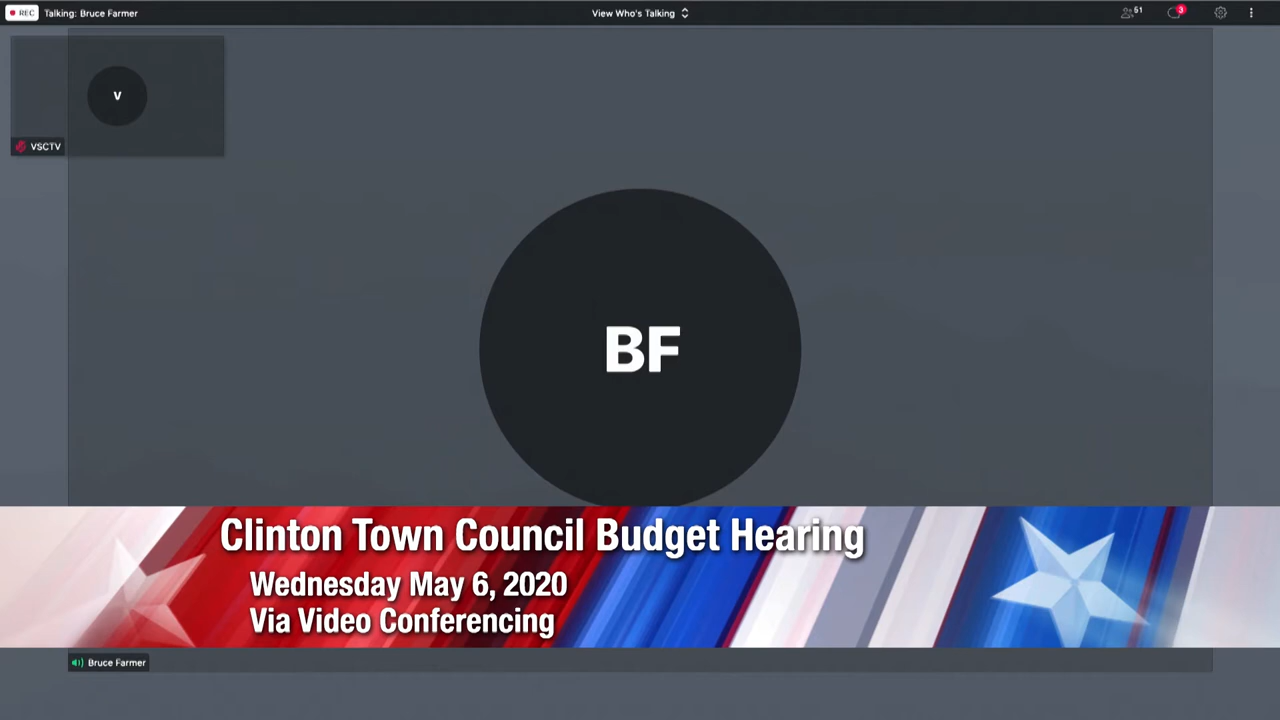 REC
Talking: Bruce Farmer
View Who's Talking
51
3
V
VSCTV
BF
Clinton Town Council Budget Hearing
Wednesday May 6, 2020
Via Video Conferencing
Bruce Farmer